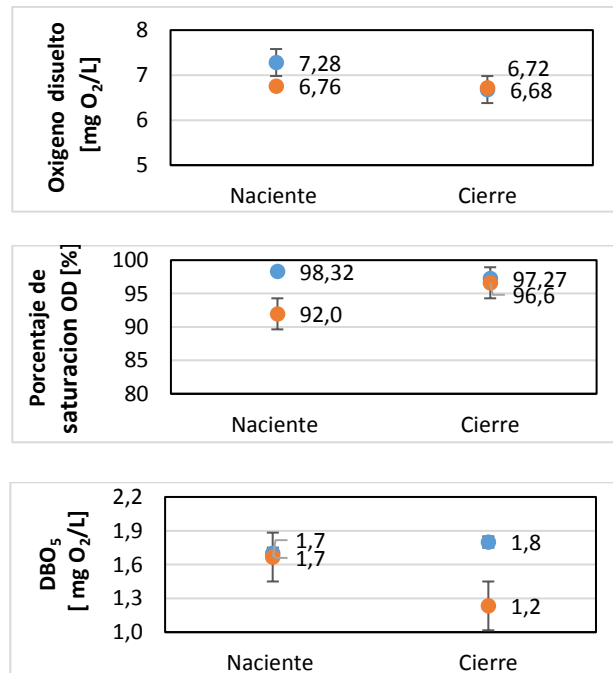 Oxigeno disuelto
[mg O₂/L]
8
7
6
5
7,28
6,76
6,72
6,68
Naciente
Cierre
Porcentaje de
saturacion OD [%]
100
95
90
85
80
98,32
92,0
97,27
96,6
Naciente
Cierre
DBO₅
[ mg O₂/L]
2,2
1,9
1,6
1,3
1,0
1,7
1,7
1,8
1,2
Naciente
Cierre